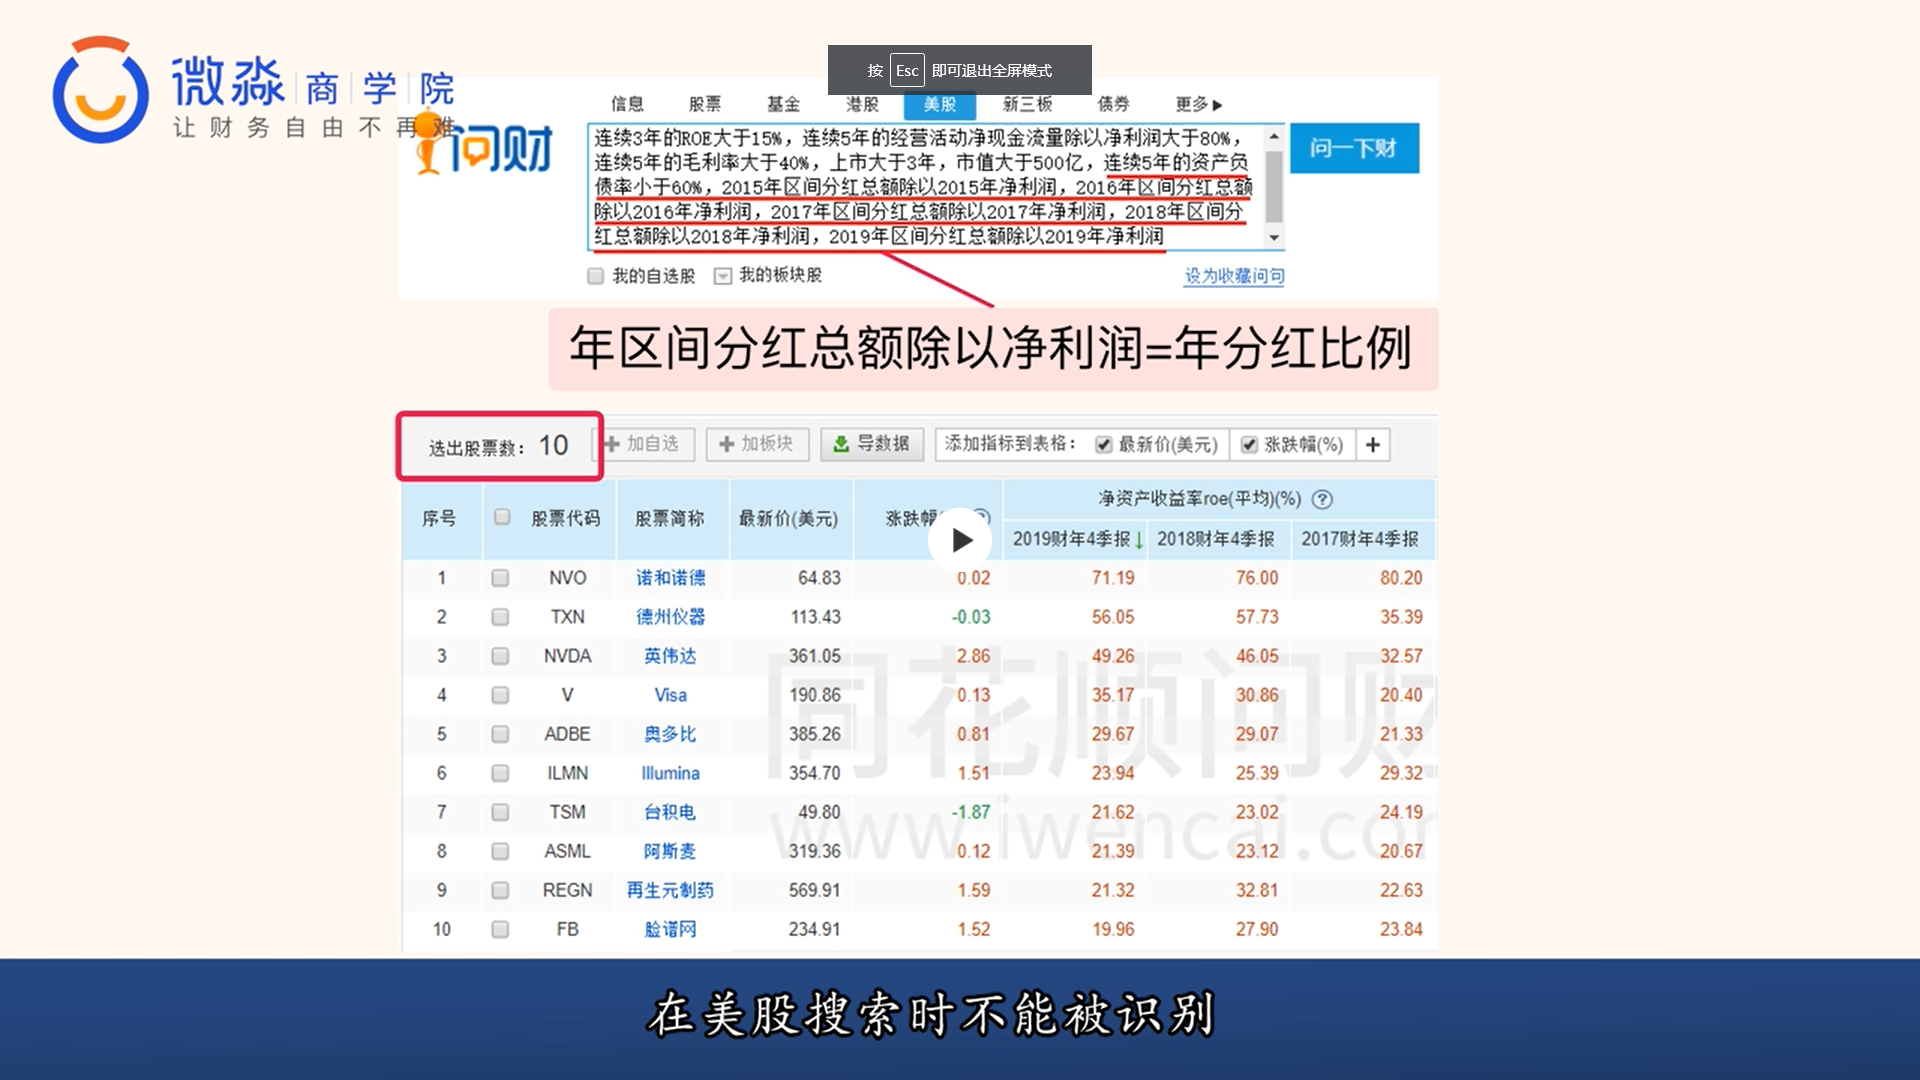 微淼 商 学 院
让财务自由不再难
按 Esc 即可退出全屏模式
信息 股票 基金 港股 美股 新三板 债券 更多▶
问财
连续3年的ROE大于15%，连续5年的经营活动净现金流量除以净利润大于80%，
连续5年的毛利率大于40%，上市大于3年，市值大于500亿，连续5年的资产负
债率小于60%，2015年区间分红总额除以2015年净利润，2016年区间分红总额
除以2016年净利润，2017年区间分红总额除以2017年净利润，2018年区间分
红总额除以2018年净利润，2019年区间分红总额除以2019年净利润
问一下财
我的自选股 我的板块股 设为收藏问句
年区间分红总额除以净利润=年分红比例
选出股票数： 10 +加自选 +加板块 导数据 添加指标到表格： 最新价(美元) 涨跌幅(%) +
序号 股票代码 股票简称 最新价(美元) 涨跌幅 净资产收益率roe(平均)(%) ?
2019财年4季报↓ 2018财年4季报 2017财年4季报
1 NVO 诺和诺德 64.83 0.02 71.19 76.00 80.20
2 TXN 德州仪器 113.43 -0.03 56.05 57.73 35.39
3 NVDA 英伟达 361.05 2.86 49.26 46.05 32.57
4 V Visa 190.86 0.13 35.17 30.86 20.40
5 ADBE 奥多比 385.26 0.81 29.67 29.07 21.33
6 ILMN Illumina 354.70 1.51 23.94 25.39 29.32
7 TSM 台积电 49.80 -1.87 21.62 23.02 24.19
8 ASML 阿斯麦 319.36 0.12 21.39 23.12 20.67
9 REGN 再生元制药 569.91 1.59 21.32 32.81 22.63
10 FB 脸谱网 234.91 1.52 19.96 27.90 23.84
同花顺问财
www.iwencai.com
在美股搜索时不能被识别